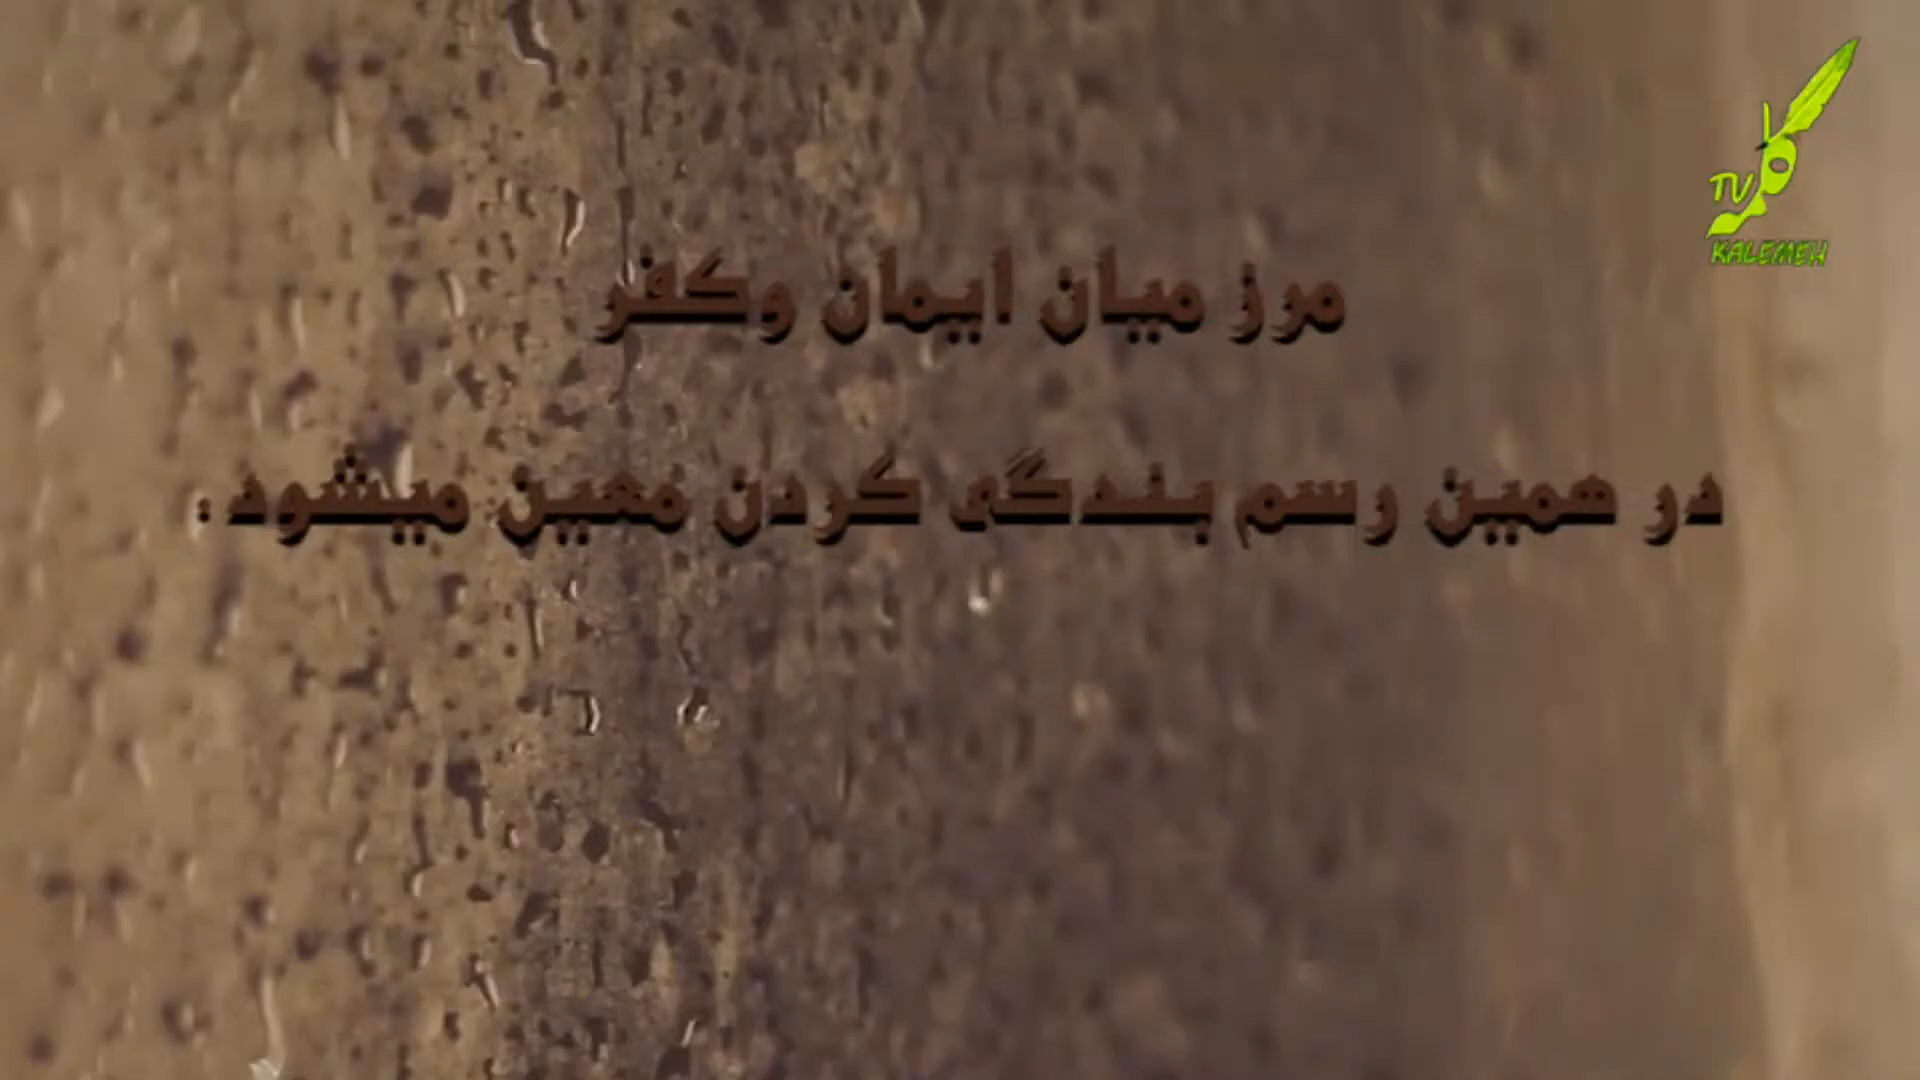 مرز میان ایمان وکفر
در همین رسم بندگی کردن معین میشود :
TV
KALEMEH